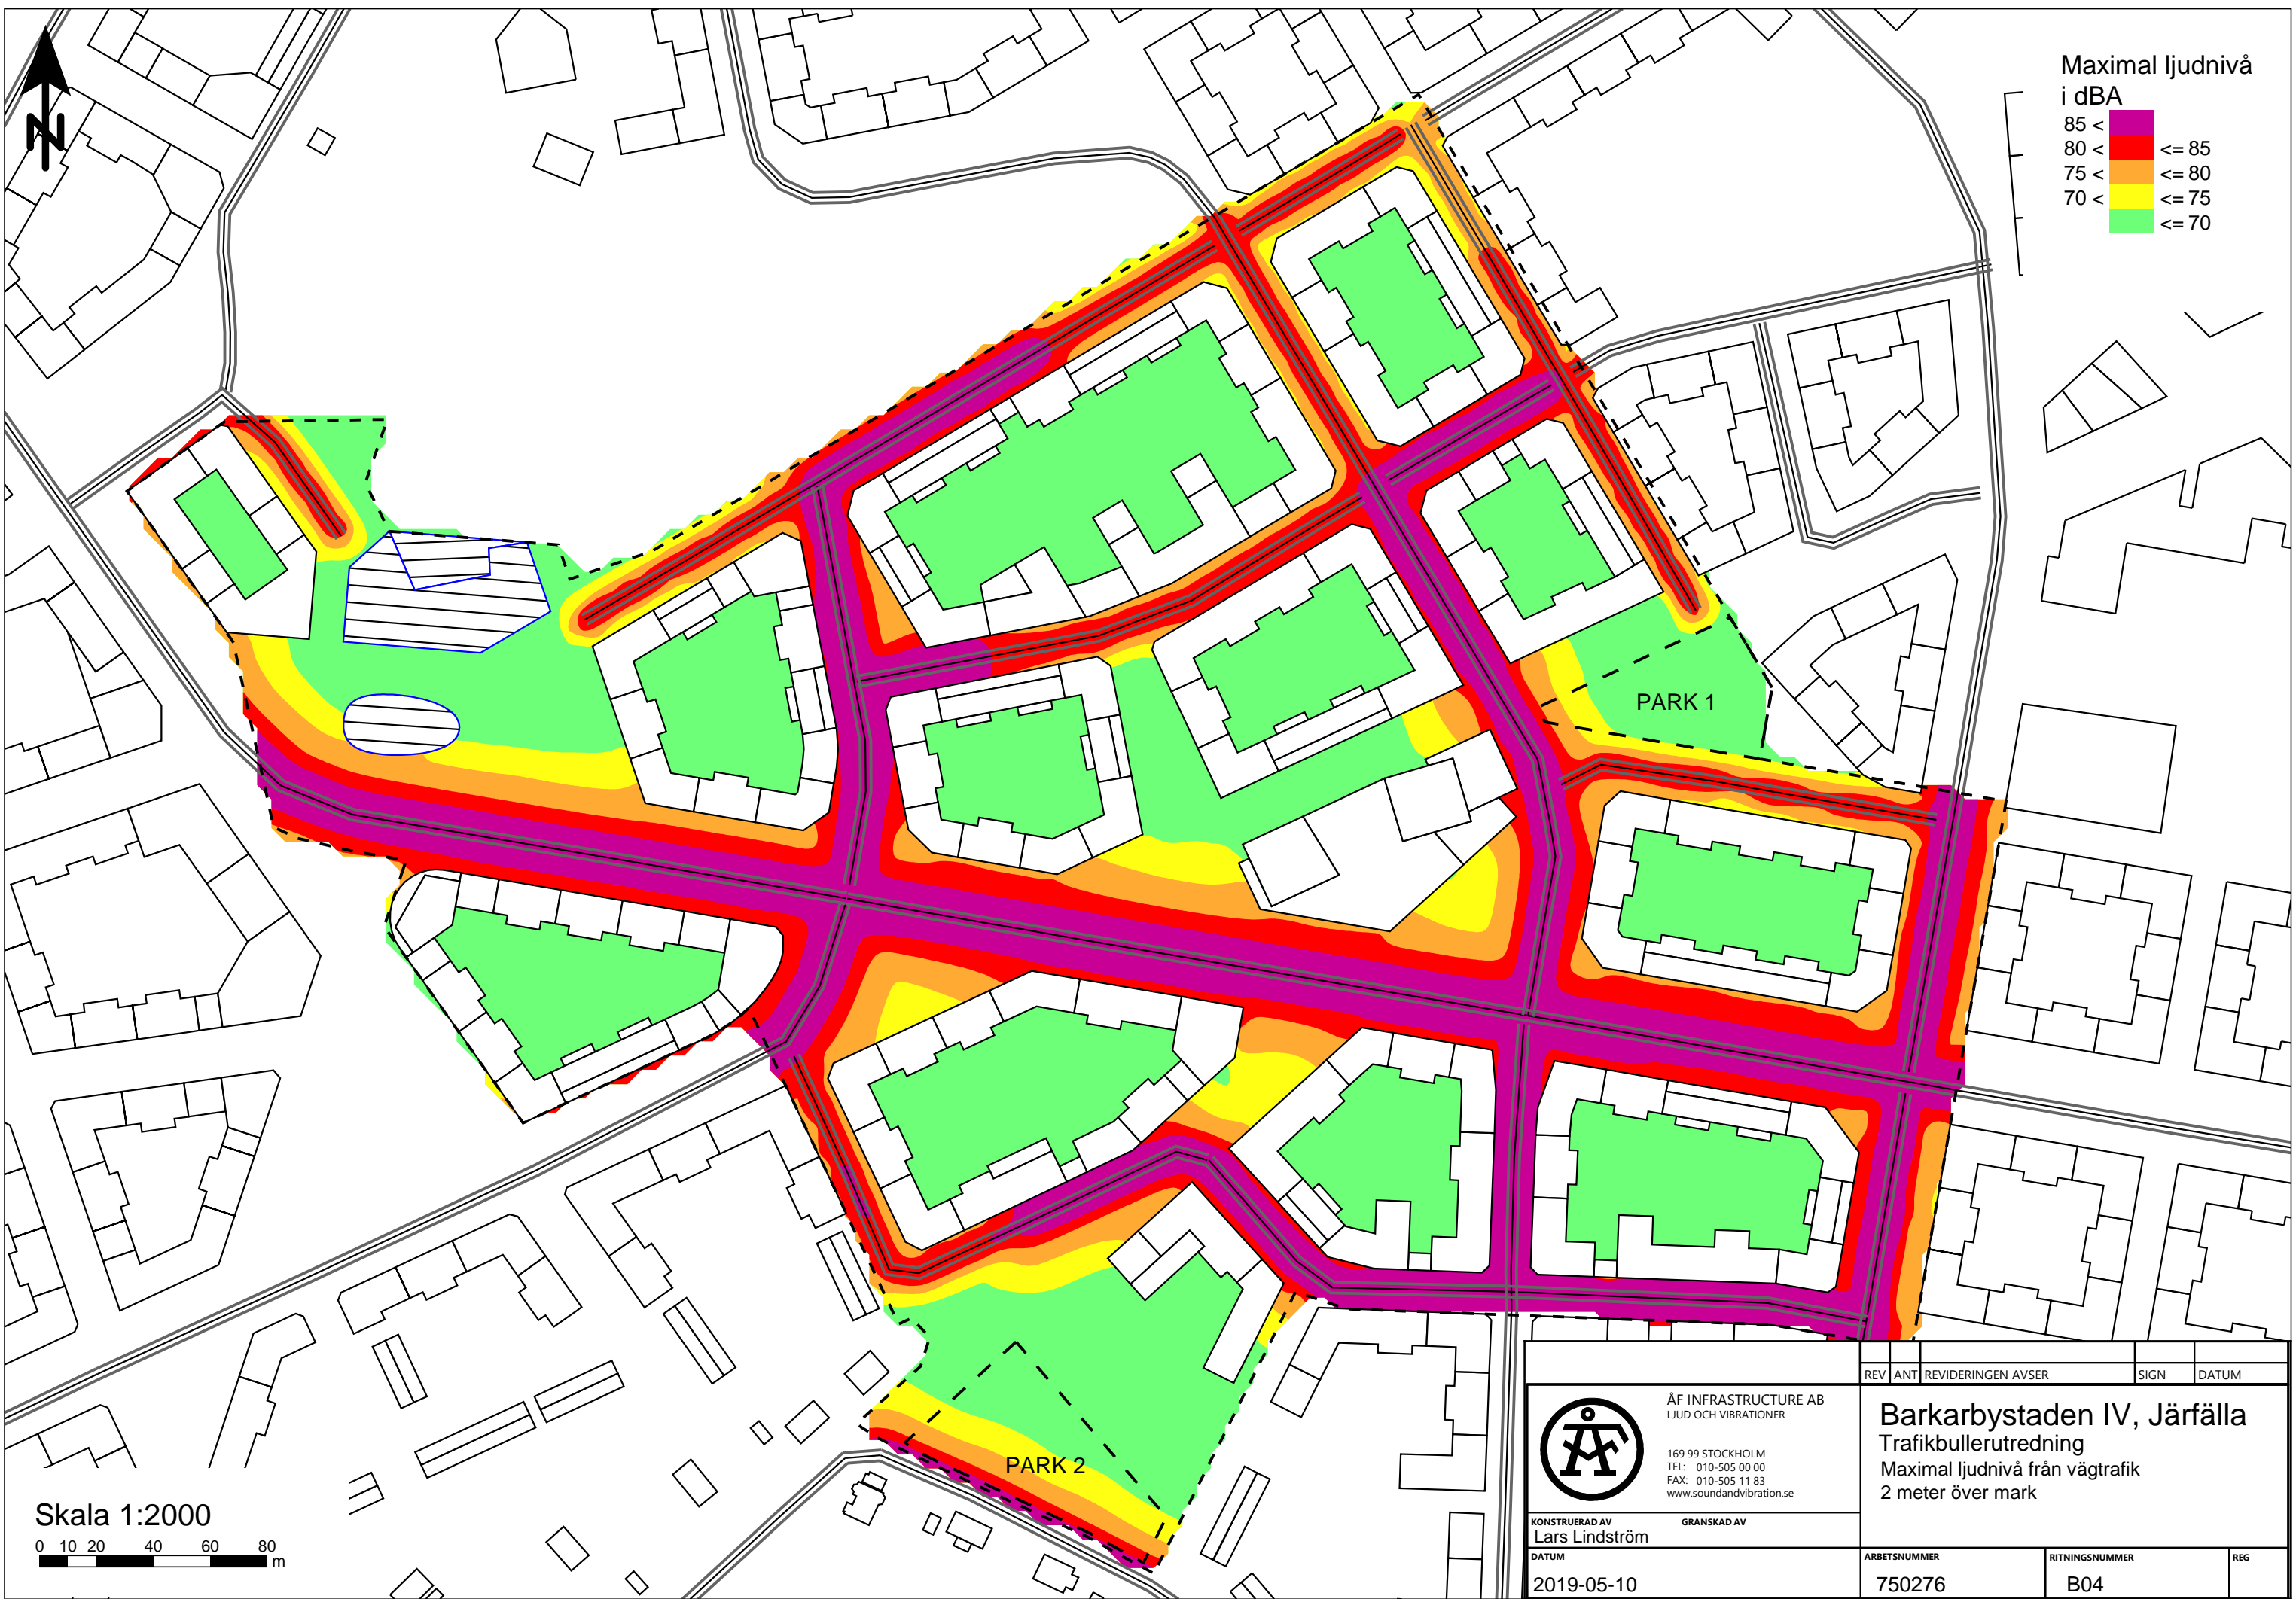 N
Maximal ljudnivå
i dBA
85 <
80 < <= 85
75 < <= 80
70 < <= 75
<= 70
PARK 1
PARK 2
Skala 1:2000
0 10 20 40 60 80
m
REV ANT REVIDERINGEN AVSER SIGN DATUM
ÅF
ÅF INFRASTRUCTURE AB
LJUD OCH VIBRATIONER
169 99 STOCKHOLM
TEL: 010-505 00 00
FAX: 010-505 11 83
www.soundandvibration.se
Barkarbystaden IV, Järfälla
Trafikbullerutredning
Maximal ljudnivå från vägtrafik
2 meter över mark
KONSTRUERAD AV GRANSKAD AV
Lars Lindström
DATUM ARBETSNUMMER RITNINGSNUMMER REG
2019-05-10 750276 B04